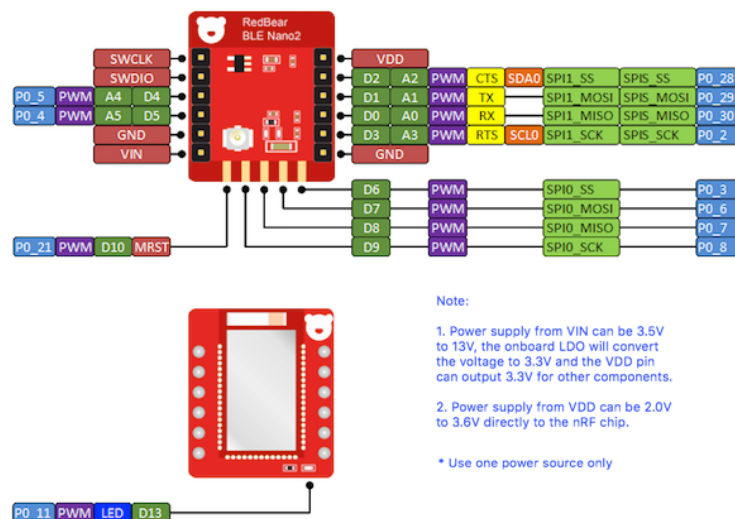 RedBear
BLE Nano2
SWCLK
VDD
SWDIO
D2 A2 PWM CTS SDA0 SPI1_SS SPIS_SS P0_28
P0_5 PWM A4 D4
D1 A1 PWM TX SPI1_MOSI SPIS_MOSI P0_29
P0_4 PWM A5 D5
D0 A0 PWM RX SPI1_MISO SPIS_MISO P0_30
GND
D3 A3 PWM RTS SCL0 SPI1_SCK SPIS_SCK P0_2
VIN
GND
D6 PWM SPI0_SS P0_3
D7 PWM SPI0_MOSI P0_6
D8 PWM SPI0_MISO P0_7
P0_21 PWM D10 MRST
D9 PWM SPI0_SCK P0_8
Note:
1. Power supply from VIN can be 3.5V
to 13V, the onboard LDO will convert
the voltage to 3.3V and the VDD pin
can output 3.3V for other components.
2. Power supply from VDD can be 2.0V
to 3.6V directly to the nRF chip.
* Use one power source only
P0_11 PWM LED D13